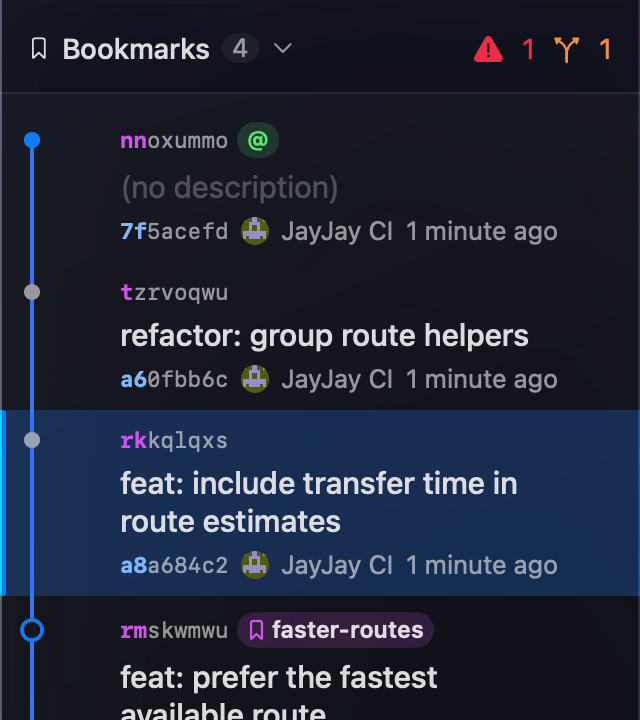 Bookmarks 4 1 1
nnoxummo @
(no description)
7f5acefd JayJay CI 1 minute ago
tzrvoqwu
refactor: group route helpers
a60fbb6c JayJay CI 1 minute ago
rkkqlqxs
feat: include transfer time in
route estimates
a8a684c2 JayJay CI 1 minute ago
rmskwmwu faster-routes
feat: prefer the fastest
available route